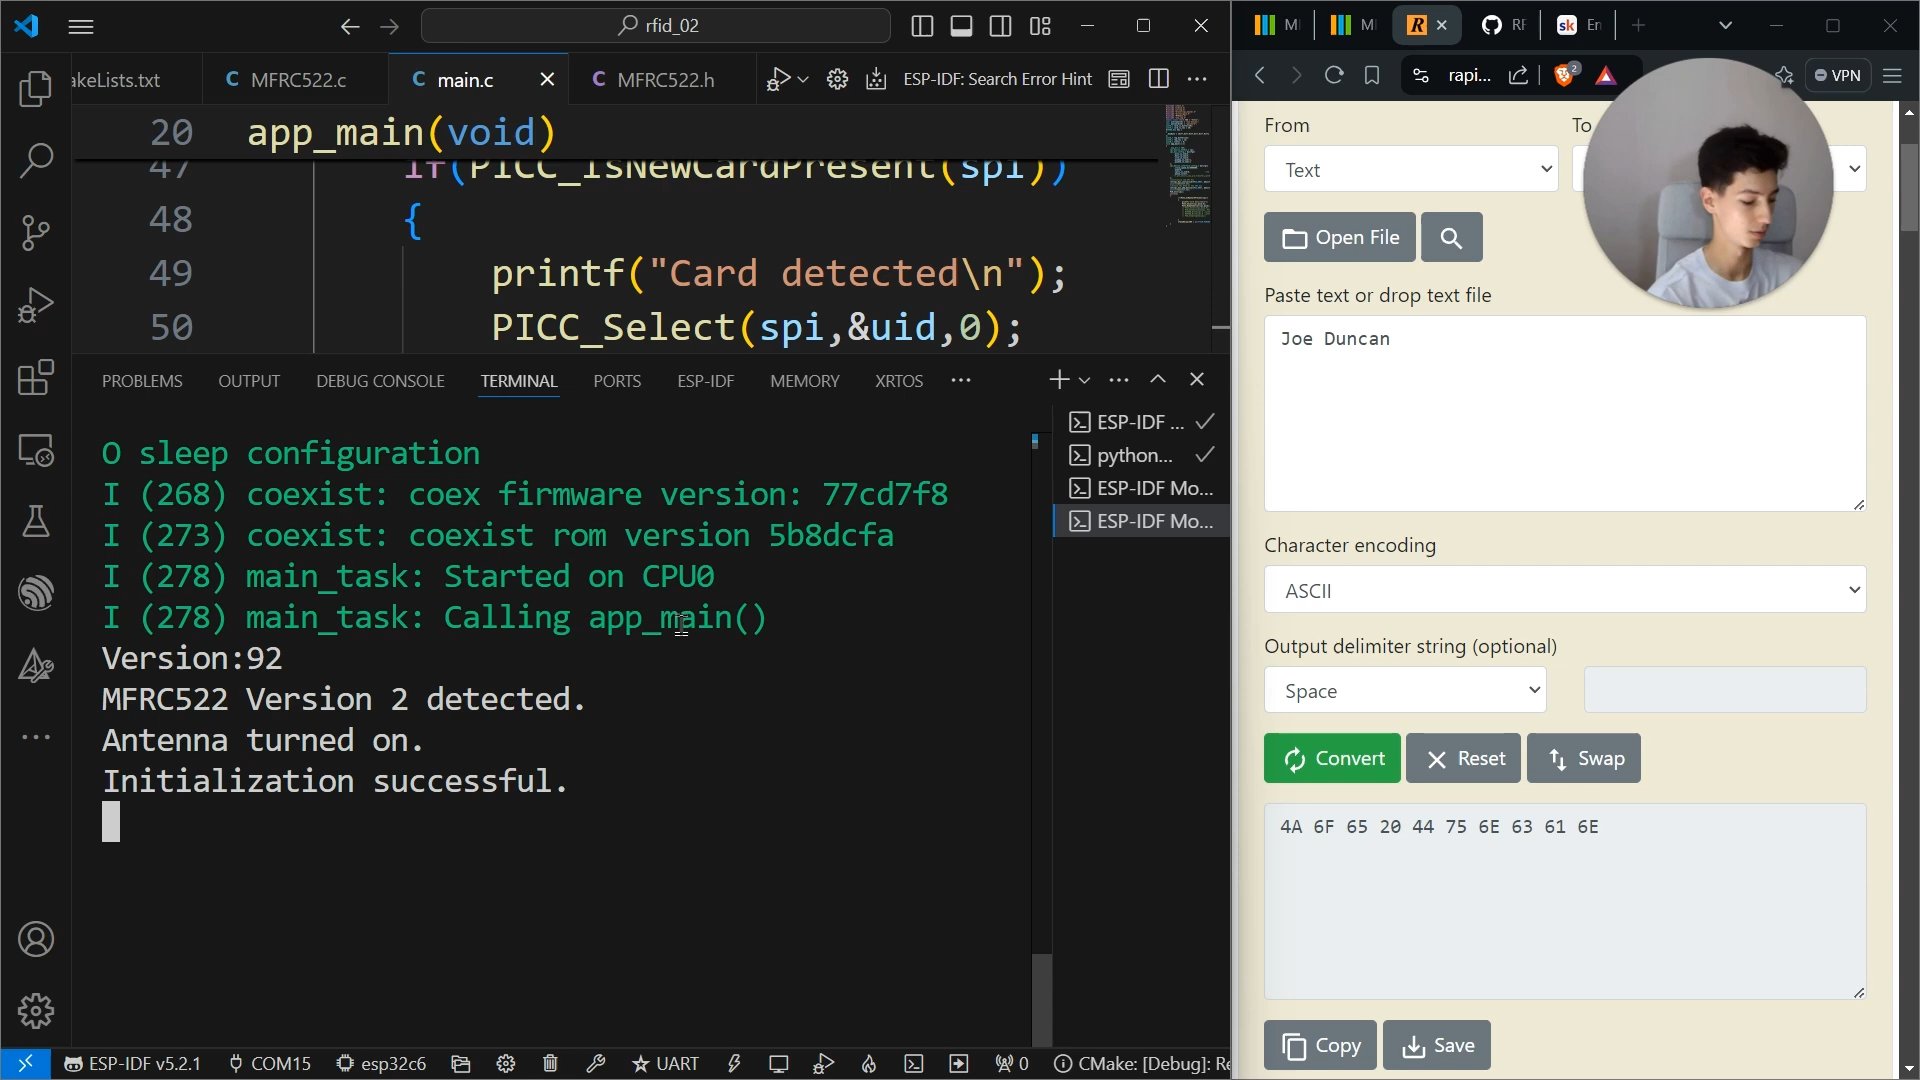 rfid_02
akeLists.txt
C MFRC522.c
C main.c
C MFRC522.h
ESP-IDF: Search Error Hint
20 app_main(void)
47 if(PICC_IsNewCardPresent(spi))
48 {
49 printf("Card detected\n");
50 PICC_Select(spi,&uid,0);
PROBLEMS OUTPUT DEBUG CONSOLE TERMINAL PORTS ESP-IDF MEMORY XRTOS
O sleep configuration
I (268) coexist: coex firmware version: 77cd7f8
I (273) coexist: coexist rom version 5b8dcfa
I (278) main_task: Started on CPU0
I (278) main_task: Calling app_main()
Version:92
MFRC522 Version 2 detected.
Antenna turned on.
Initialization successful.
ESP-IDF ...
python...
ESP-IDF Mo...
ESP-IDF Mo...
ESP-IDF v5.2.1 COM15 esp32c6 UART 0 CMake: [Debug]: Re
MI MI R RF sk En
rapi... 2 VPN
From To
Text
Open File
Paste text or drop text file
Joe Duncan
Character encoding
ASCII
Output delimiter string (optional)
Space
Convert Reset Swap
4A 6F 65 20 44 75 6E 63 61 6E
Copy Save